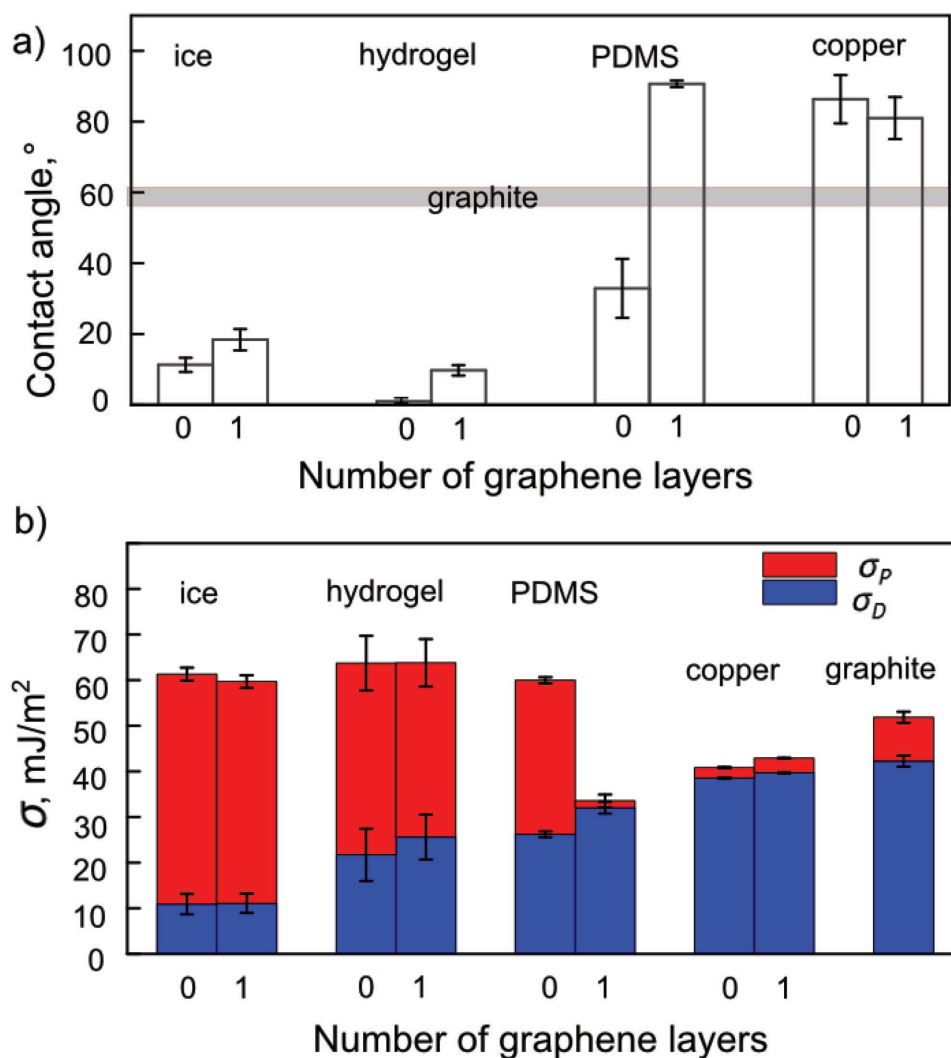 a)
ice hydrogel PDMS copper
100
80
60
40
20
0
Contact angle,°
graphite
0 1 0 1 0 1 0 1
Number of graphene layers
b)
σP
σD
ice hydrogel PDMS
copper graphite
80
70
60
50
40
30
20
10
0
σ, mJ/m²
0 1 0 1 0 1 0 1
Number of graphene layers